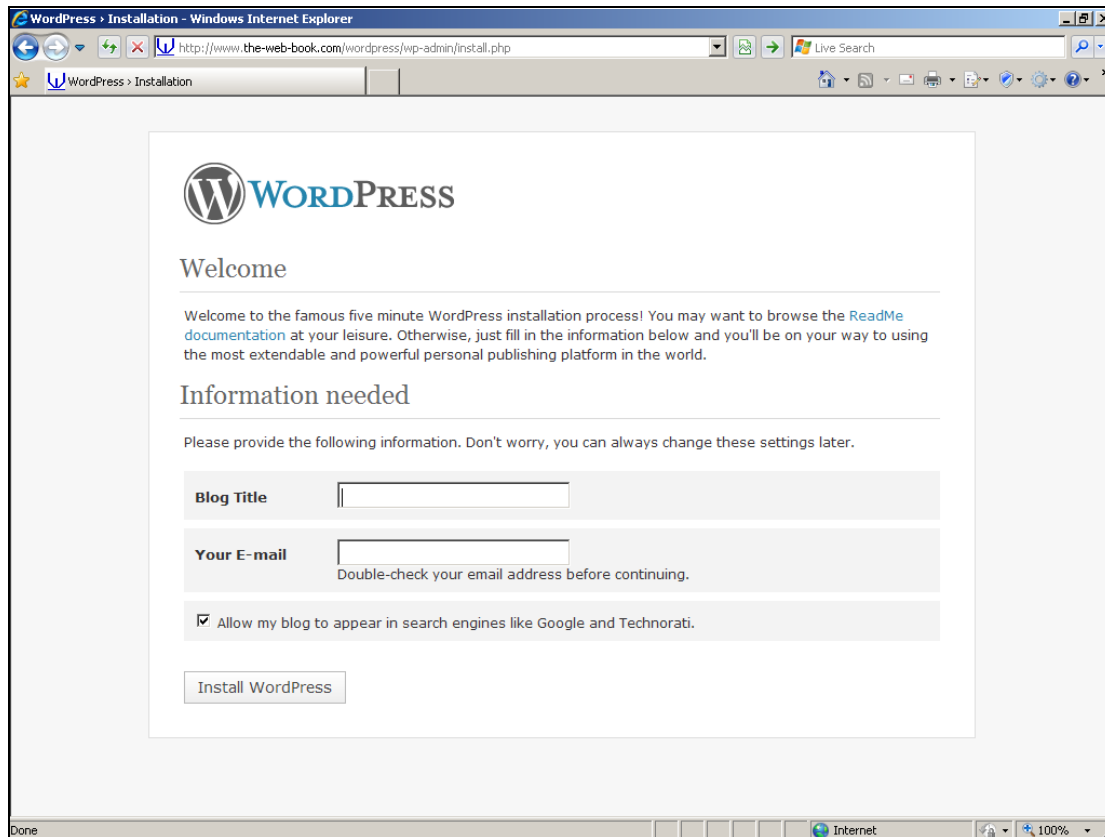 WordPress › Installation - Windows Internet Explorer
http://www.the-web-book.com/wordpress/wp-admin/install.php
Live Search
WordPress › Installation
WORDPRESS
Welcome
Welcome to the famous five minute WordPress installation process! You may want to browse the ReadMe
documentation at your leisure. Otherwise, just fill in the information below and you'll be on your way to using
the most extendable and powerful personal publishing platform in the world.
Information needed
Please provide the following information. Don't worry, you can always change these settings later.
Blog Title
Your E-mail
Double-check your email address before continuing.
Allow my blog to appear in search engines like Google and Technorati.
Install WordPress
Done
Internet
100%